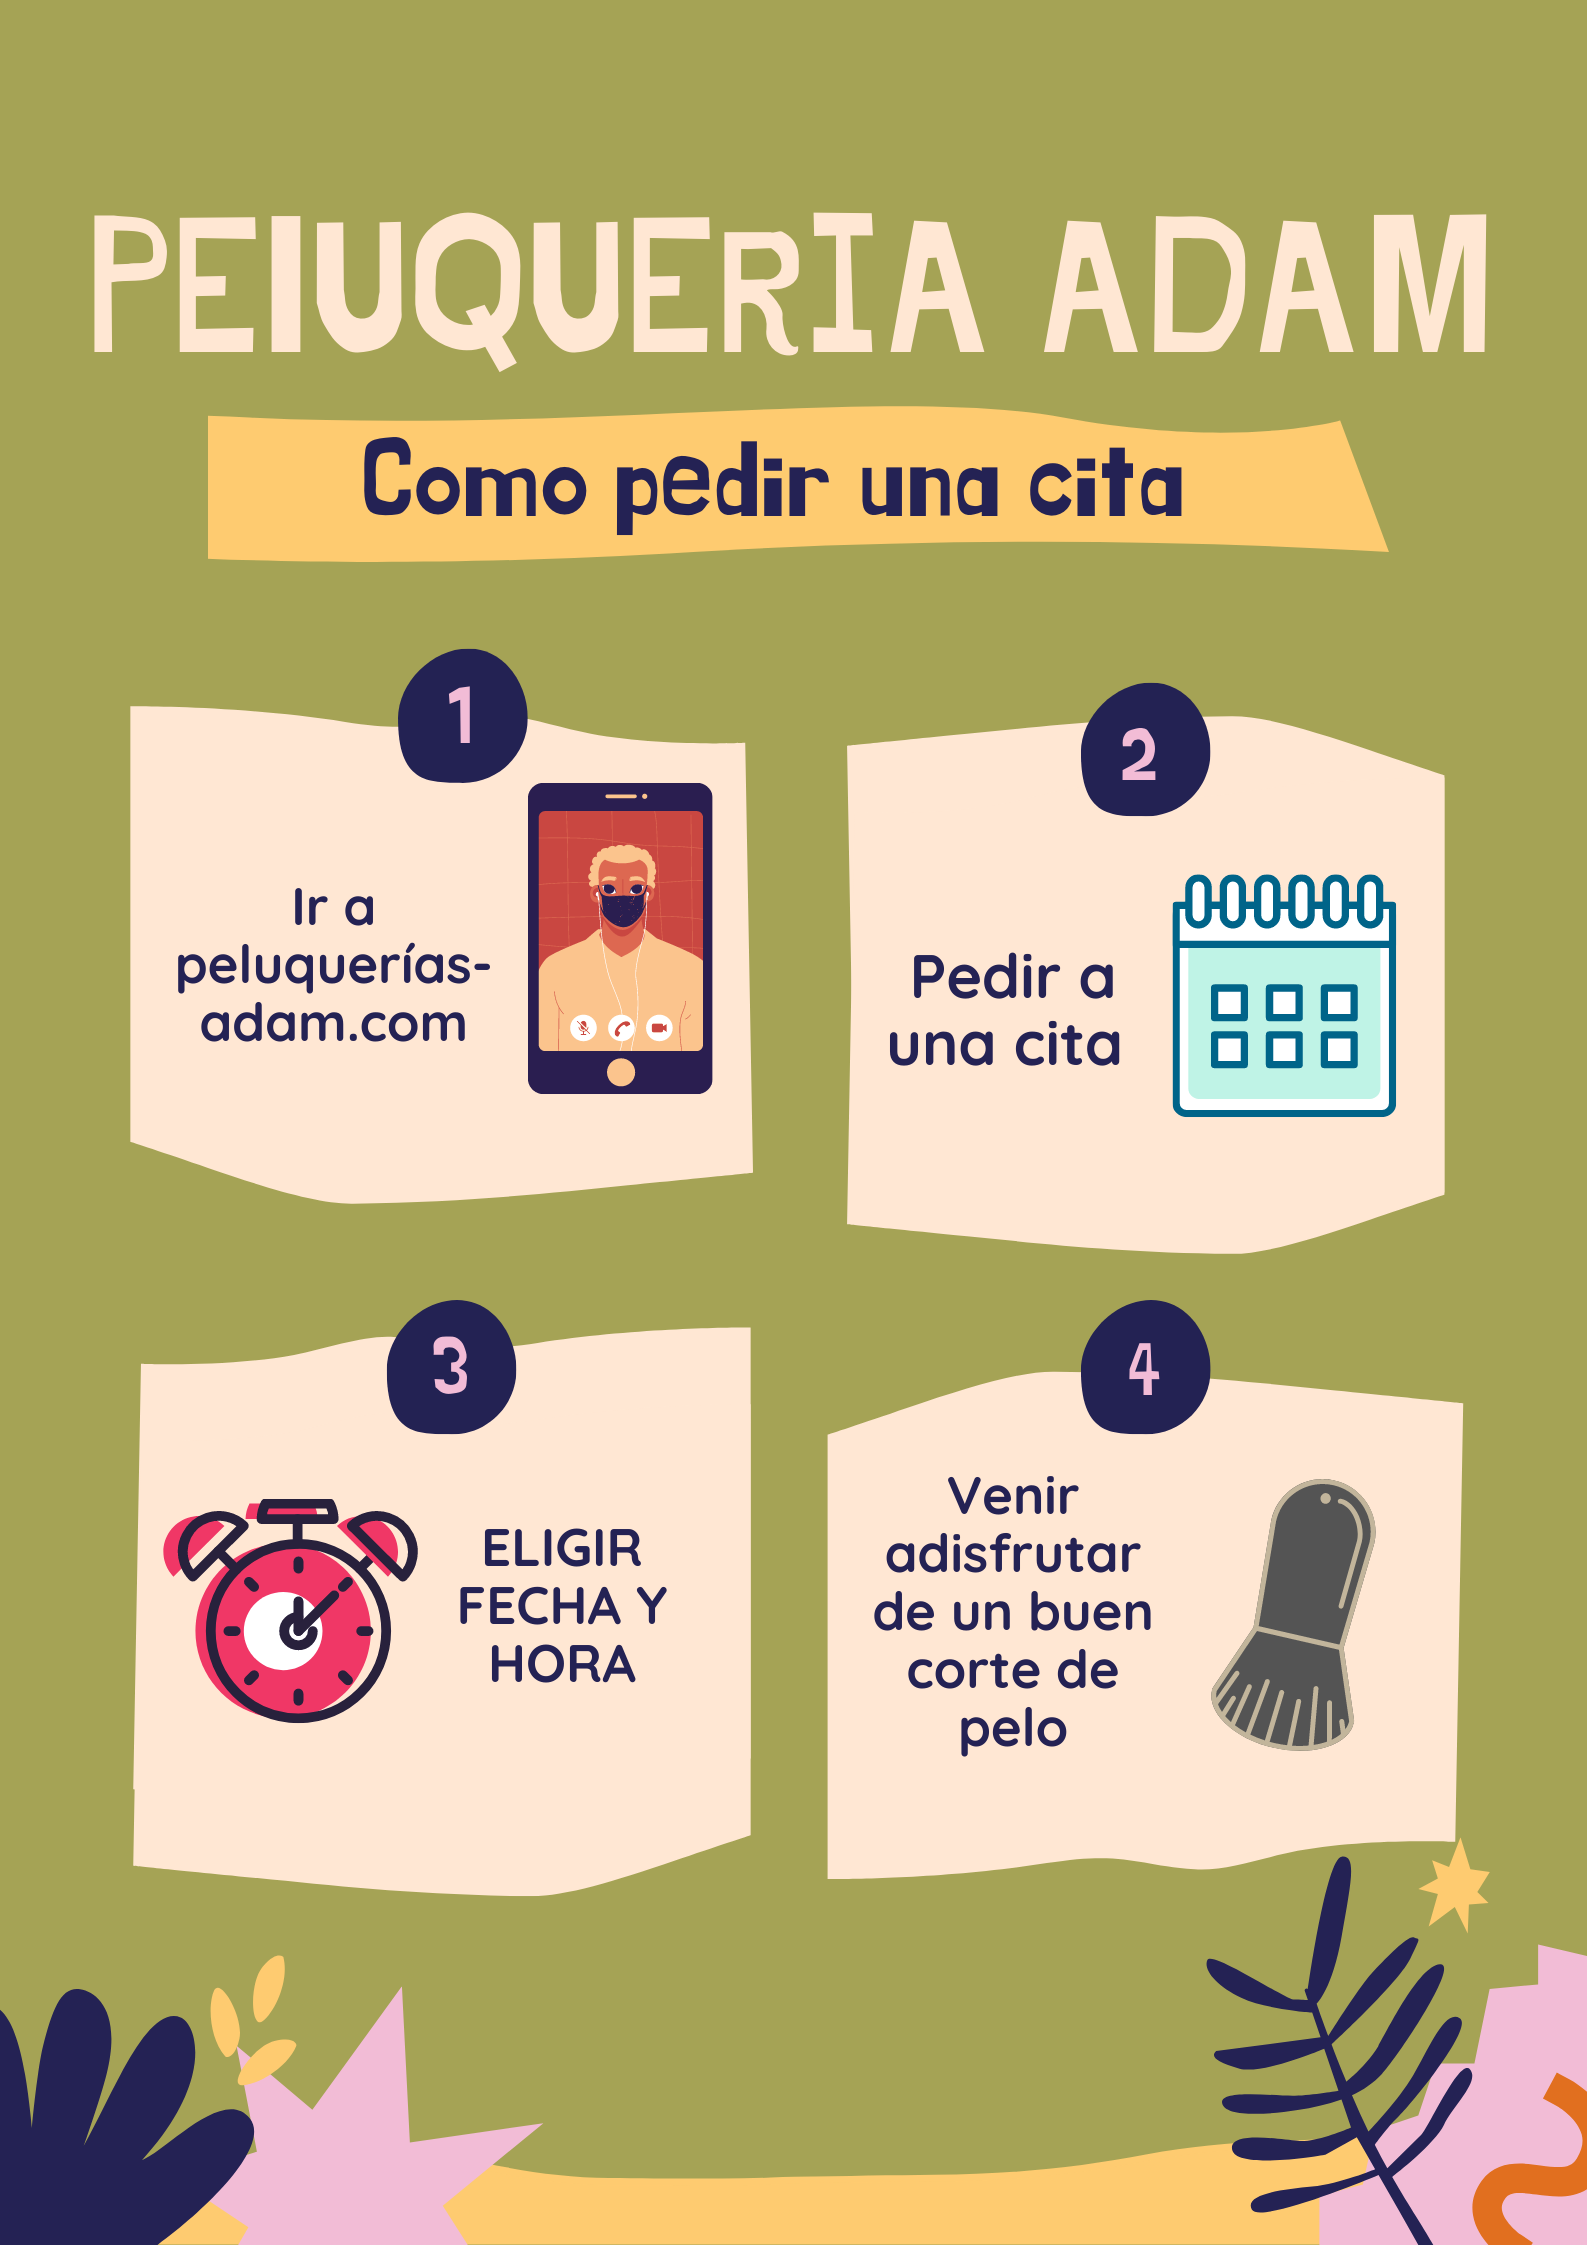 PElUQUERIA ADAM
Como pedir una cita
1
Ir a
peluquerías-
adam.com
2
Pedir a
una cita
3
ELIGIR
FECHA Y
HORA
4
Venir
adisfrutar
de un buen
corte de
pelo